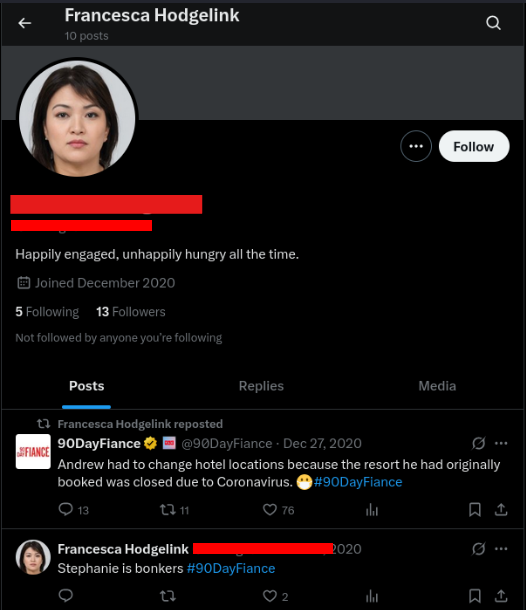 Francesca Hodgelink
10 posts
Follow
Happily engaged, unhappily hungry all the time.
Joined December 2020
5 Following 13 Followers
Not followed by anyone you're following
Posts Replies Media
Francesca Hodgelink reposted
90DayFiance @90DayFiance · Dec 27, 2020
Andrew had to change hotel locations because the resort he had originally
booked was closed due to Coronavirus. 😷#90DayFiance
13 11 76
Francesca Hodgelink 2020
Stephanie is bonkers #90DayFiance
2